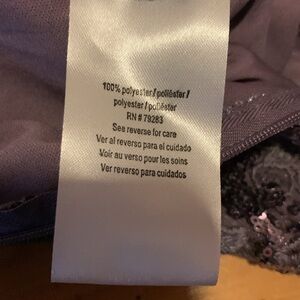 100% polyester/poliéster/
polyester/poliéster
RN # 79283
See reverse for care
Ver al reverso para el cuidado
Voir au verso pour les soins
Ver reverso para cuidados